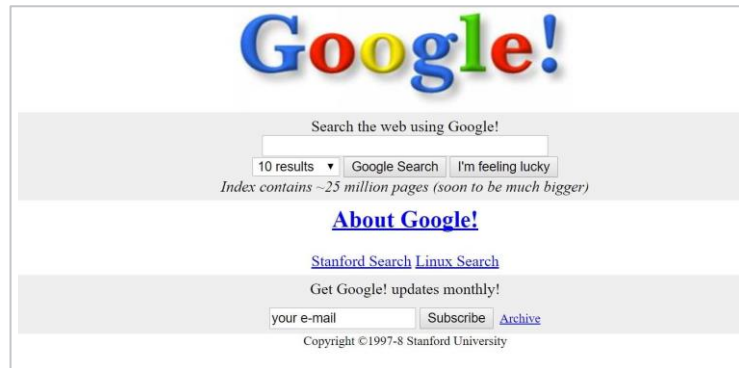 Google!
Search the web using Google!
10 results Google Search I'm feeling lucky
Index contains ~25 million pages (soon to be much bigger)
About Google!
Stanford Search Linux Search
Get Google! updates monthly!
your e-mail Subscribe Archive
Copyright ©1997-8 Stanford University